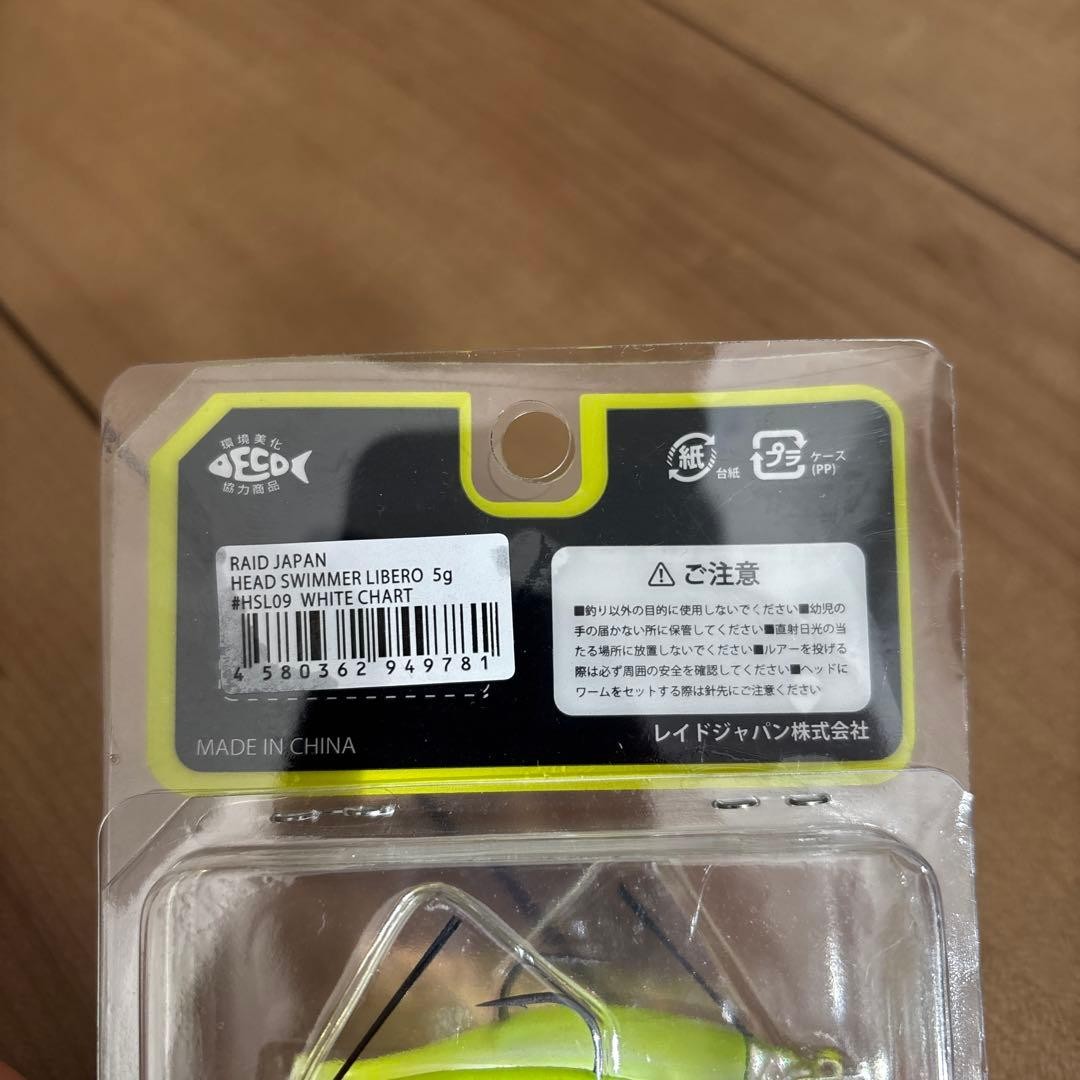 環境美化
ECO
協力商品
紙
台紙
プラ
ケース
(PP)
RAID JAPAN
HEAD SWIMMER LIBERO 5g
#HSL09 WHITE CHART
4 580362 949781
⚠ ご注意
■釣り以外の目的に使用しないでください■幼児の
手の届かない所に保管してください■直射日光の当
たる場所に放置しないでください■ルアーを投げる
際は必ず周囲の安全を確認してください■ヘッドに
ワームをセットする際は針先にご注意ください
MADE IN CHINA
レイドジャパン株式会社